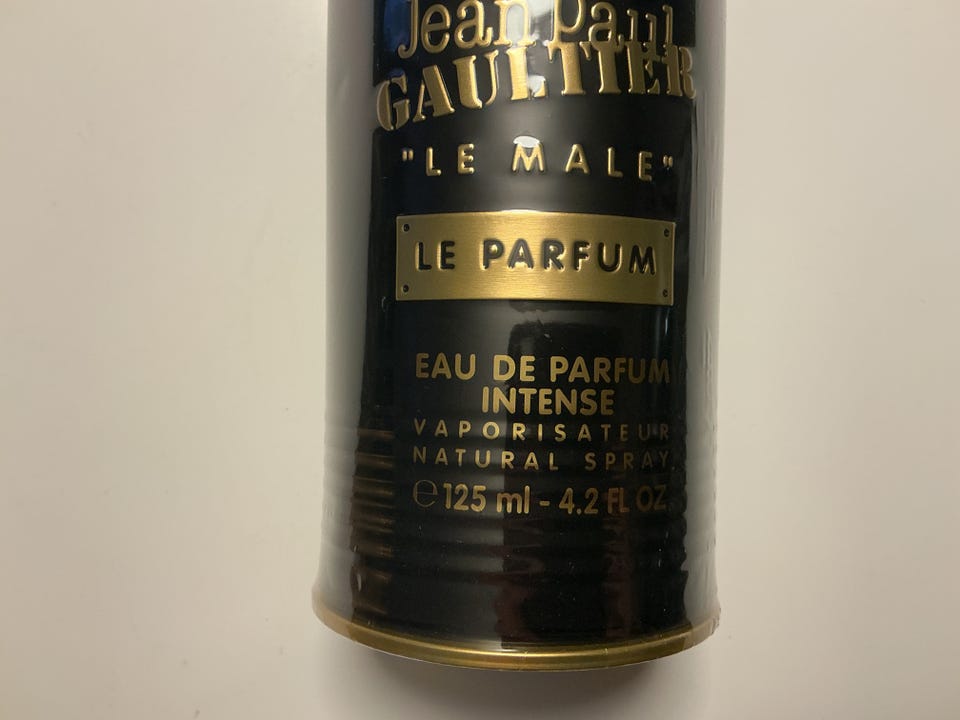 Jean Paul
GAULTIER
"LE MALE"
LE PARFUM
EAU DE PARFUM
INTENSE
VAPORISATEUR
NATURAL SPRAY
℮ 125 ml - 4.2 FL OZ